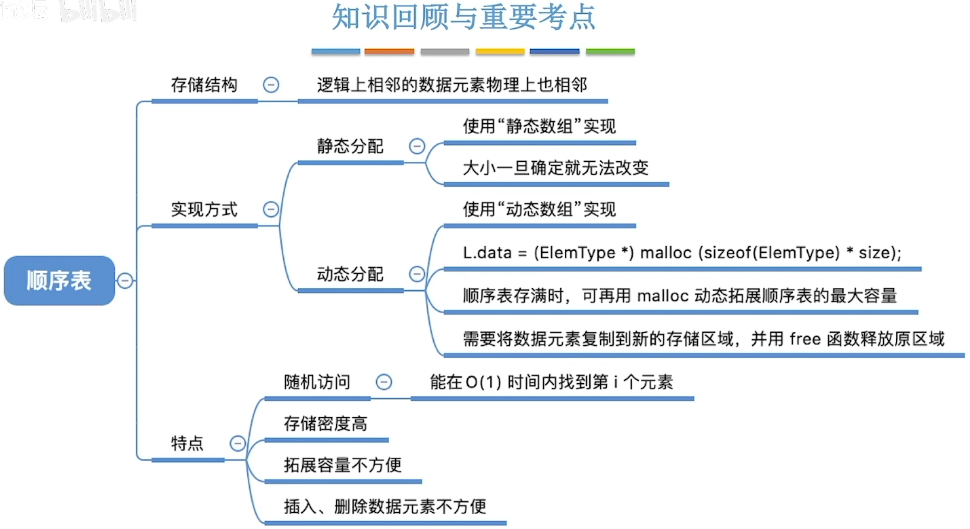 bilibili
知识回顾与重要考点
存储结构
逻辑上相邻的数据元素物理上也相邻
实现方式
静态分配
使用“静态数组”实现
大小一旦确定就无法改变
动态分配
使用“动态数组”实现
L.data = (ElemType *) malloc (sizeof(ElemType) * size);
顺序表存满时，可再用 malloc 动态拓展顺序表的最大容量
需要将数据元素复制到新的存储区域，并用 free 函数释放原区域
顺序表
特点
随机访问
能在O(1) 时间内找到第 i 个元素
存储密度高
拓展容量不方便
插入、删除数据元素不方便